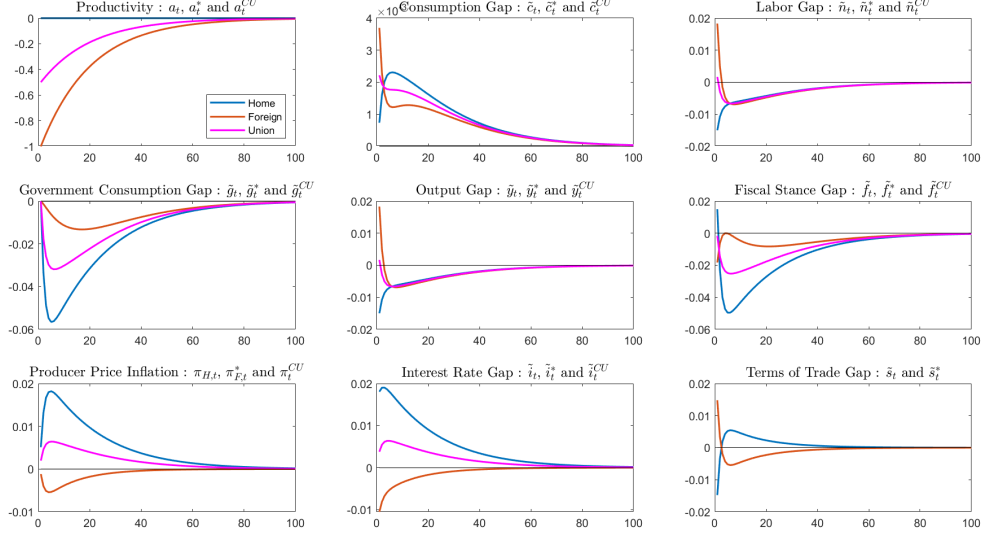 Productivity : a_t, a_t^* and a_t^{CU}
0
-0.2
-0.4
-0.6
-0.8
-1
0 20 40 60 80 100
Home
Foreign
Union
Consumption Gap : c̃_t, c̃_t^* and c̃_t^{CU}
×10
4
3
2
1
0
0 20 40 60 80 100
Labor Gap : ñ_t, ñ_t^* and ñ_t^{CU}
0.02
0.01
0
-0.01
-0.02
0 20 40 60 80 100
Government Consumption Gap : g̃_t, g̃_t^* and g̃_t^{CU}
0
-0.02
-0.04
-0.06
0 20 40 60 80 100
Output Gap : ỹ_t, ỹ_t^* and ỹ_t^{CU}
0.02
0.01
0
-0.01
-0.02
0 20 40 60 80 100
Fiscal Stance Gap : f̃_t, f̃_t^* and f̃_t^{CU}
0.02
0
-0.02
-0.04
-0.06
0 20 40 60 80 100
Producer Price Inflation : π_{H,t}, π_{F,t}^* and π_t^{CU}
0.02
0.01
0
-0.01
0 20 40 60 80 100
Interest Rate Gap : ĩ_t, ĩ_t^* and ĩ_t^{CU}
0.02
0.01
0
-0.01
0 20 40 60 80 100
Terms of Trade Gap : s̃_t and s̃_t^*
0.02
0.01
0
-0.01
-0.02
0 20 40 60 80 100